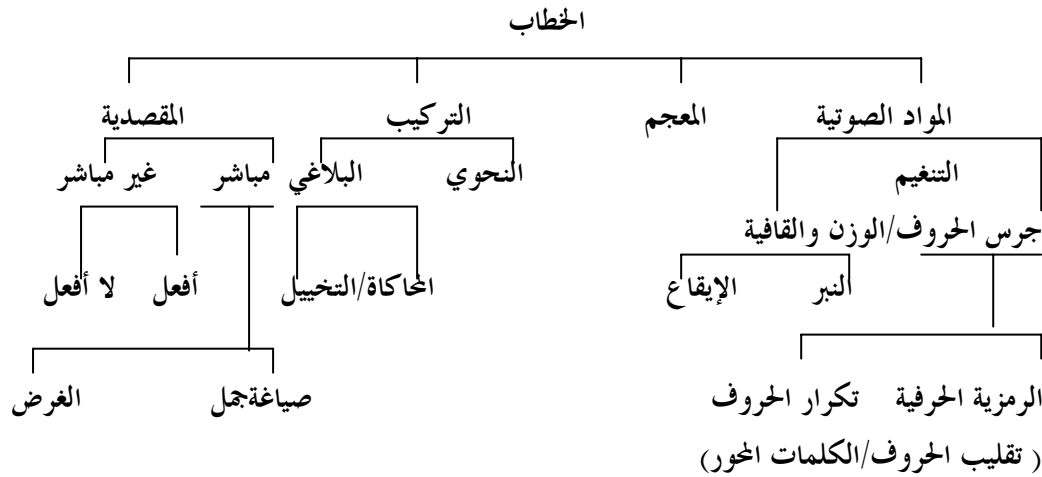 الخطاب
المواد الصوتية المعجم التركيب المقصدية
التنغيم النحوي البلاغي مباشر غير مباشر
جرس الحروف/الوزن والقافية
النبر الإيقاع المحاكاة/التخييل أفعل لا أفعل
الرمزية الحرفية تكرار الحروف صياغةجمل الغرض
( تقليب الحروف/الكلمات المحور)